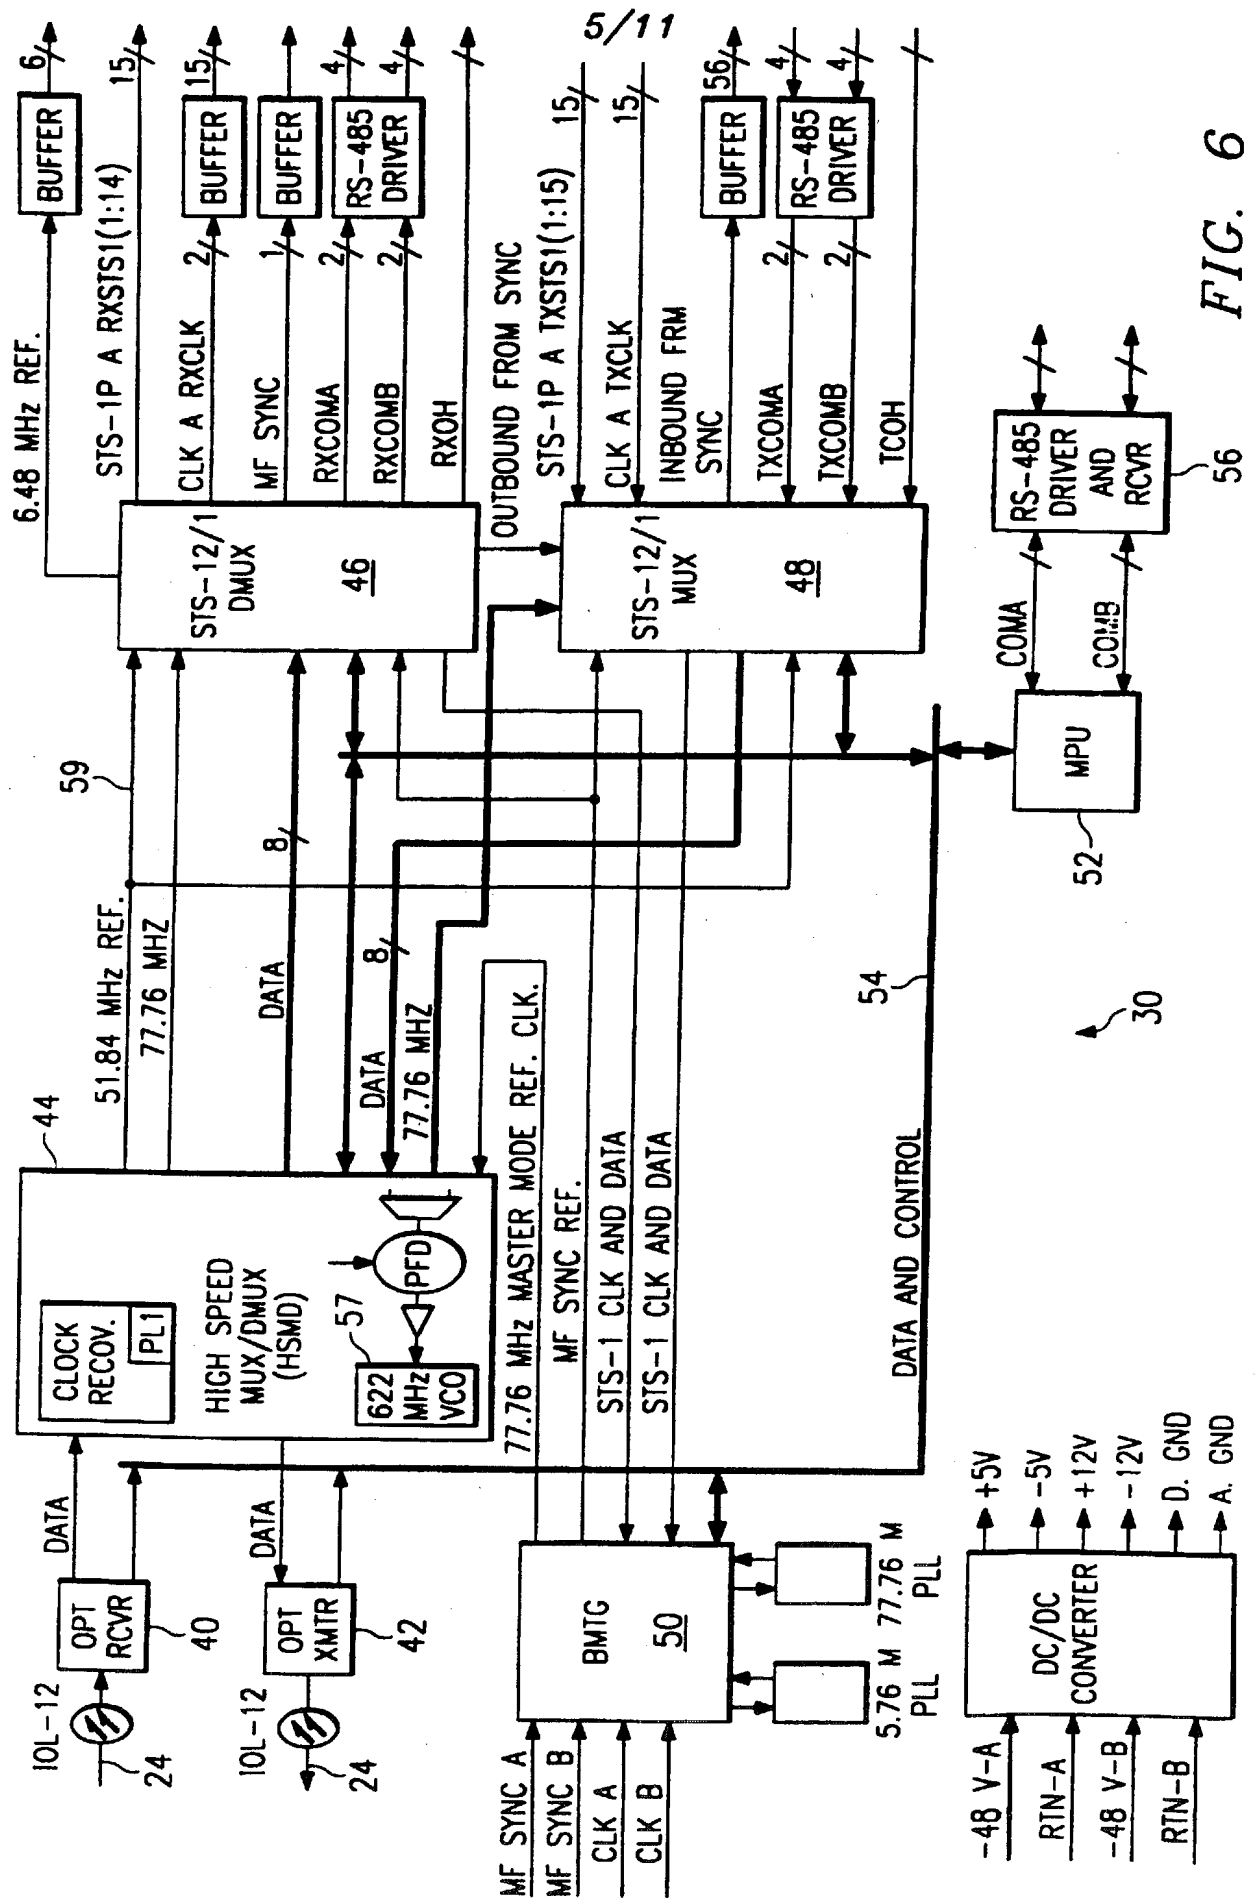 5/11
IOL-12
24
OPT
RCVR
40
DATA
IOL-12
24
OPT
XMTR
42
DATA
44
CLOCK
RECOV.
PL1
HIGH SPEED
MUX/DMUX
(HSMD)
57
622
MHz
VCO
PFD
51.84 MHz REF.
77.76 MHZ
59
DATA
8
DATA
8
77.76 MHZ
77.76 MHz MASTER MODE REF. CLK.
MF SYNC REF.
STS-1 CLK AND DATA
STS-1 CLK AND DATA
DATA AND CONTROL
54
6.48 MHz REF.
BUFFER
6
STS-12/1
DMUX
46
STS-1P A RXSTS1(1:14)
15
CLK A RXCLK
2
BUFFER
15
MF SYNC
1
BUFFER
RXCOMA
2
RXCOMB
2
RS-485
DRIVER
4
4
RXOH
OUTBOUND FROM SYNC
STS-12/1
MUX
48
STS-1P A TXSTS1(1:15)
15
CLK A TXCLK
15
INBOUND FRM
SYNC
BUFFER
56
TXCOMA
2
TXCOMB
2
RS-485
DRIVER
4
4
TCOH
MF SYNC A
MF SYNC B
CLK A
CLK B
BMTG
50
5.76 M
PLL
77.76 M
PLL
MPU
52
COMA
COMB
RS-485
DRIVER
AND
RCVR
56
-48 V-A
RTN-A
-48 V-B
RTN-B
DC/DC
CONVERTER
+5V
-5V
+12V
-12V
D. GND
A. GND
30
FIG. 6